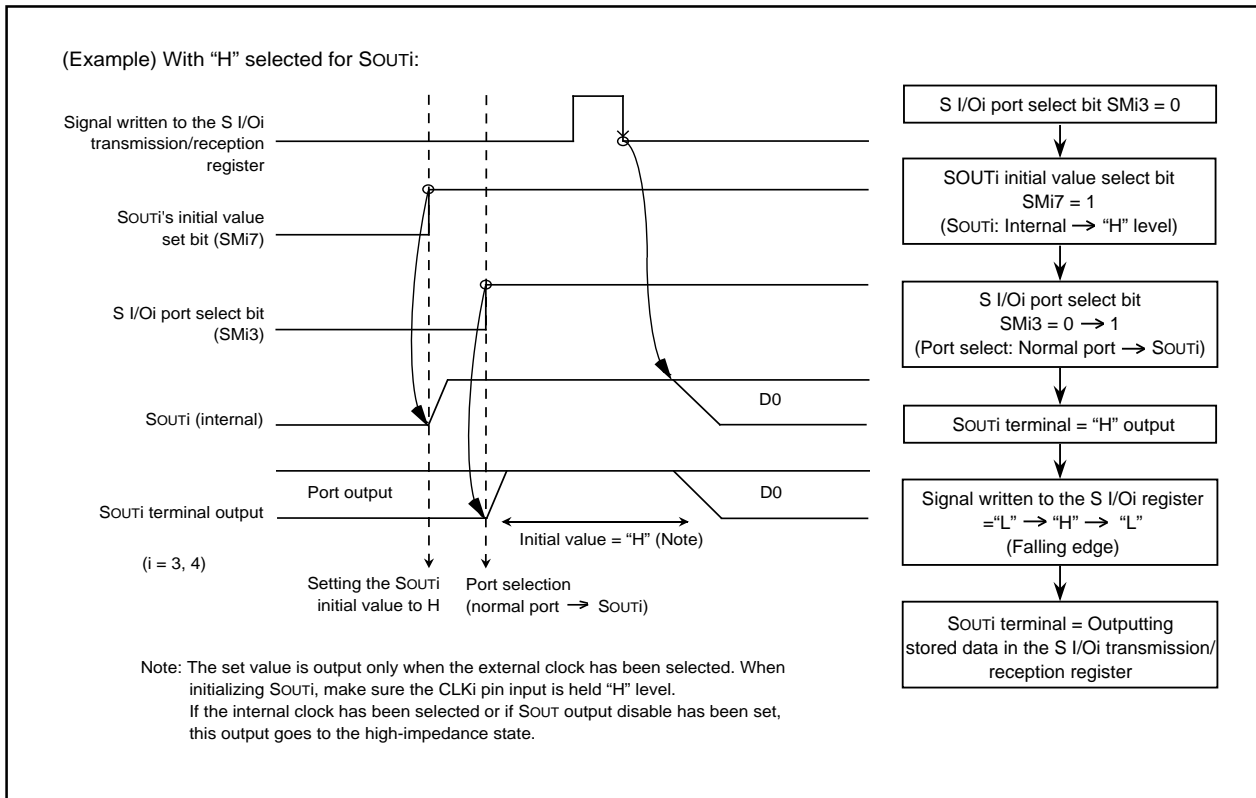 (Example) With “H” selected for SOUTi:
Signal written to the S I/Oi
transmission/reception
register
SOUTi's initial value
set bit (SMi7)
S I/Oi port select bit
(SMi3)
SOUTi (internal)
D0
Port output
D0
SOUTi terminal output
Initial value = “H” (Note)
(i = 3, 4)
Setting the SOUTi
initial value to H
Port selection
(normal port → SOUTi)
Note: The set value is output only when the external clock has been selected. When
initializing SOUTi, make sure the CLKi pin input is held “H” level.
If the internal clock has been selected or if SOUT output disable has been set,
this output goes to the high-impedance state.
S I/Oi port select bit SMi3 = 0
SOUTi initial value select bit
SMi7 = 1
(SOUTi: Internal → “H” level)
S I/Oi port select bit
SMi3 = 0 → 1
(Port select: Normal port → SOUTi)
SOUTi terminal = “H” output
Signal written to the S I/Oi register
=“L” → “H” → “L”
(Falling edge)
SOUTi terminal = Outputting
stored data in the S I/Oi transmission/
reception register